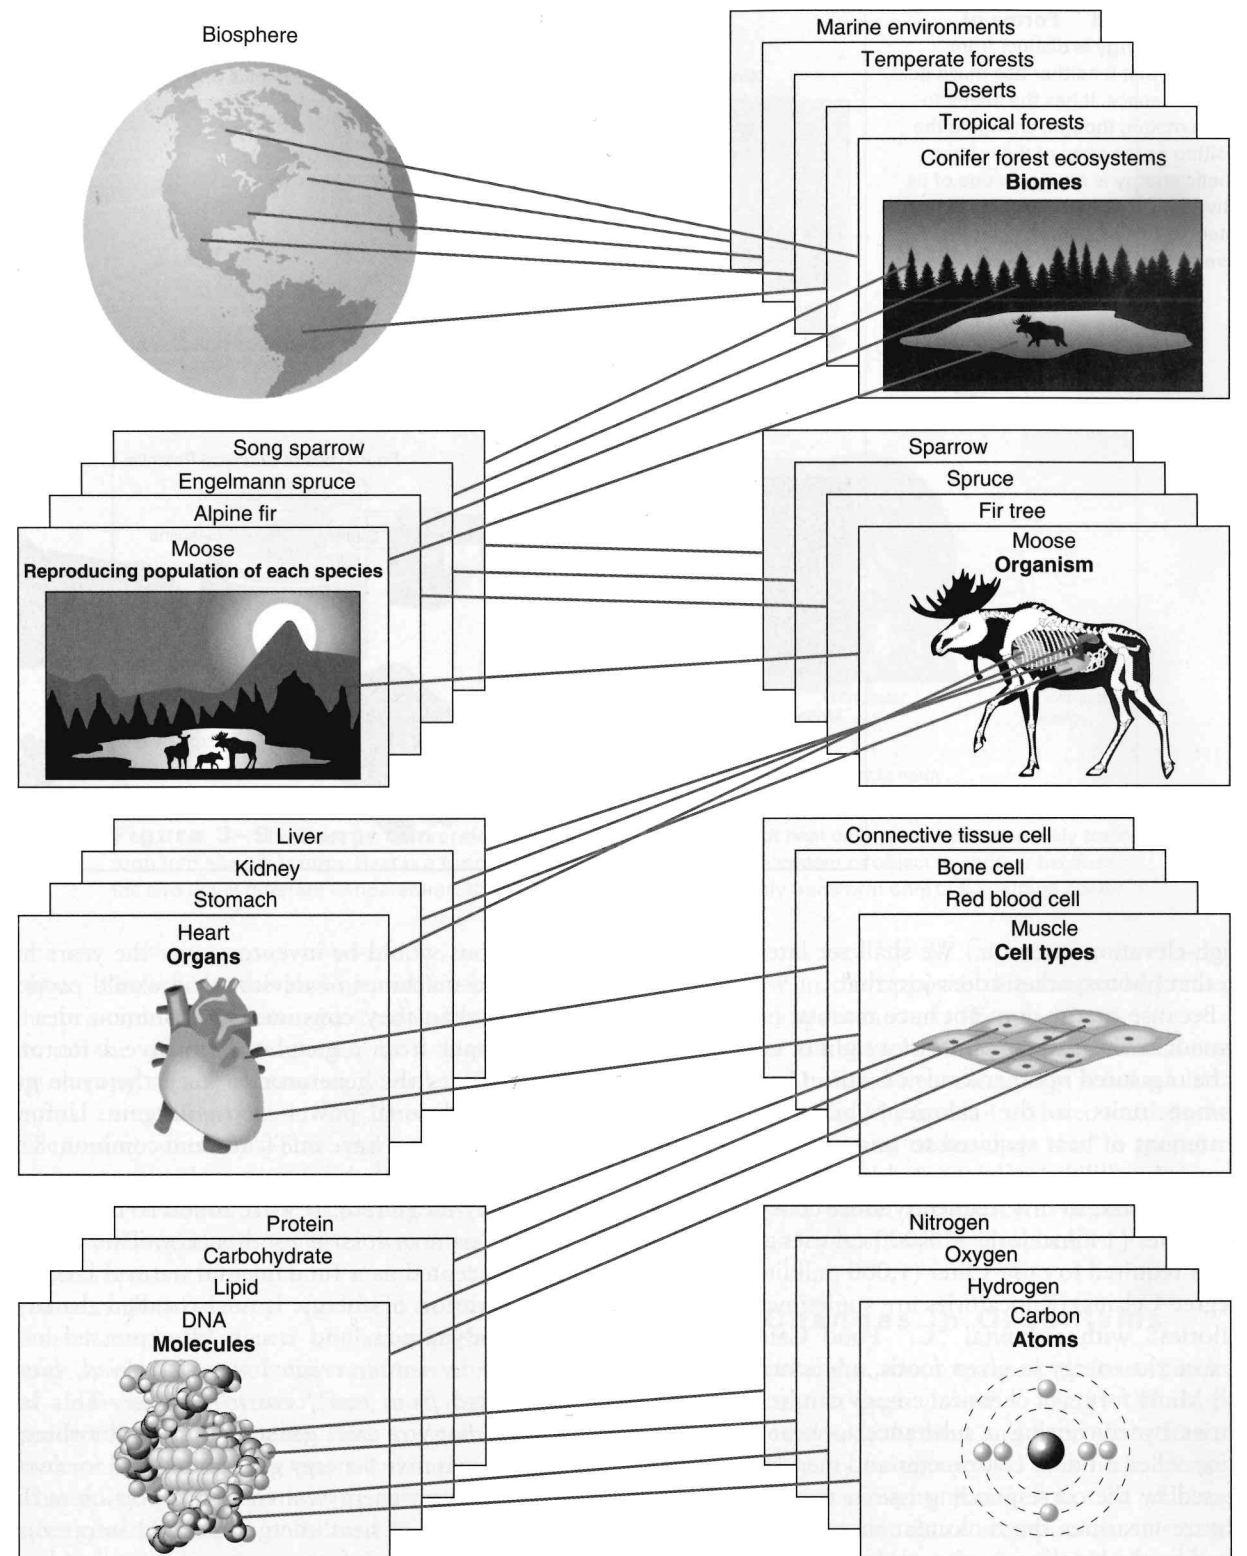 Biosphere
Marine environments
Temperate forests
Deserts
Tropical forests
Conifer forest ecosystems
Biomes
Song sparrow
Engelmann spruce
Alpine fir
Moose
Reproducing population of each species
Sparrow
Spruce
Fir tree
Moose
Organism
Liver
Kidney
Stomach
Heart
Organs
Connective tissue cell
Bone cell
Red blood cell
Muscle
Cell types
Protein
Carbohydrate
Lipid
DNA
Molecules
Nitrogen
Oxygen
Hydrogen
Carbon
Atoms